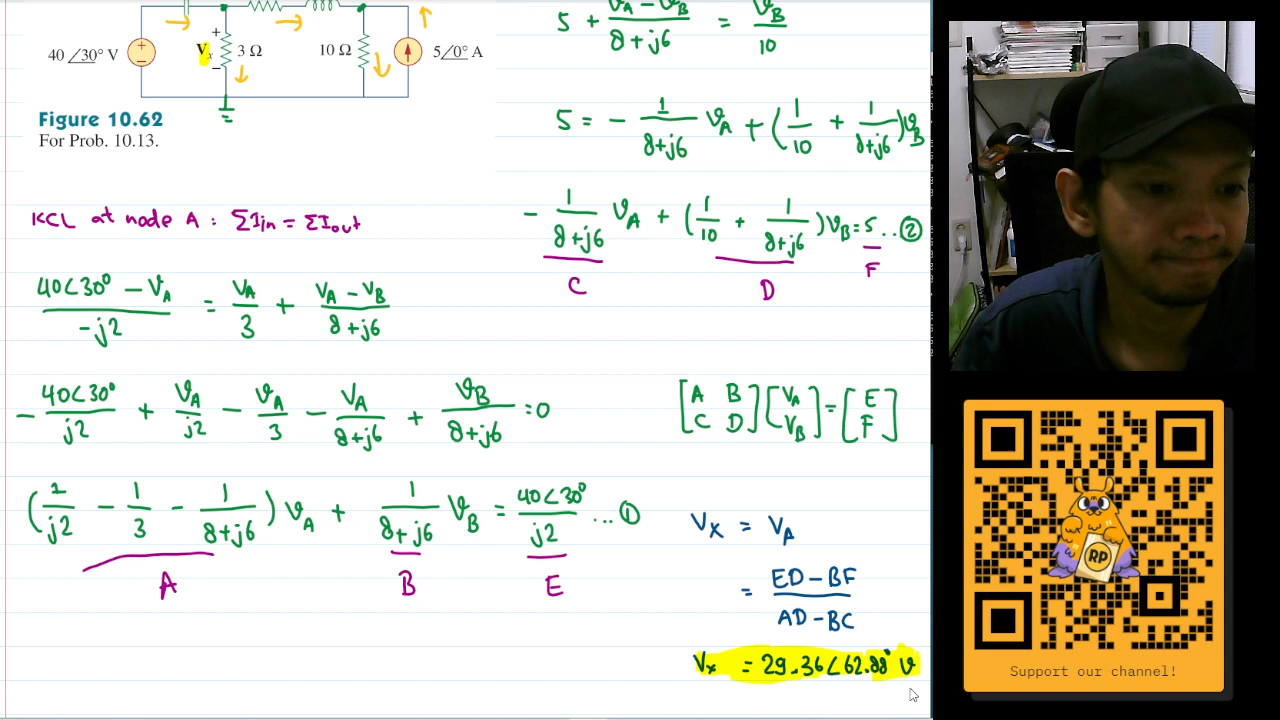 40 /30° V
+
Vx
−
3 Ω
10 Ω
5/0° A
Figure 10.62
For Prob. 10.13.
KCL at node A : ΣIin = ΣIout
(40<30° − VA)/(−j2) = VA/3 + (VA − VB)/(8+j6)
− 40<30°/j2 + VA/j2 − VA/3 − VA/(8+j6) + VB/(8+j6) = 0
(1/j2 − 1/3 − 1/(8+j6)) VA + 1/(8+j6) VB = 40<30°/j2 ... ①
A B E
5 + (VA − VB)/(8+j6) = VB/10
5 = − 1/(8+j6) VA + (1/10 + 1/(8+j6)) VB
− 1/(8+j6) VA + (1/10 + 1/(8+j6)) VB = 5 .. ②
C D F
[A B; C D] [VA; VB] = [E; F]
Vx = VA
= (ED − BF)/(AD − BC)
Vx = 29.36<62.88° V
RP
Support our channel!